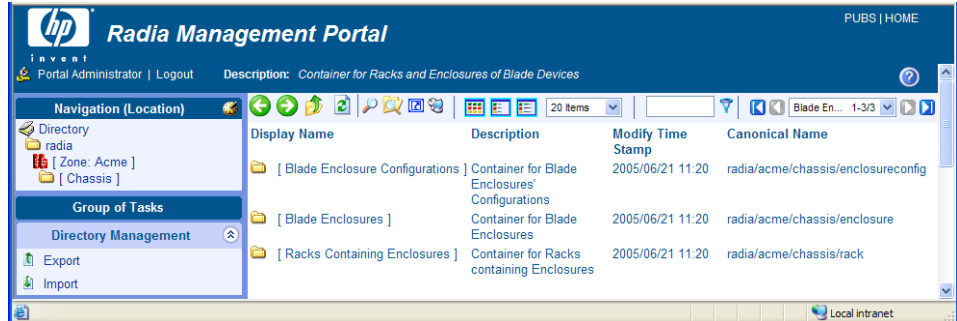 hp
invent
Radia Management Portal
PUBS | HOME
Portal Administrator | Logout
Description: Container for Racks and Enclosures of Blade Devices
Navigation (Location)
Directory
radia
[ Zone: Acme ]
[ Chassis ]
Group of Tasks
Directory Management
Export
Import
20 Items
Blade En... 1-3/3
Display Name Description Modify Time Canonical Name
Stamp
[ Blade Enclosure Configurations ] Container for Blade 2005/06/21 11:20 radia/acme/chassis/enclosureconfig
Enclosures'
Configurations
[ Blade Enclosures ] Container for Blade 2005/06/21 11:20 radia/acme/chassis/enclosure
Enclosures
[ Racks Containing Enclosures ] Container for Racks 2005/06/21 11:20 radia/acme/chassis/rack
containing Enclosures
Local intranet